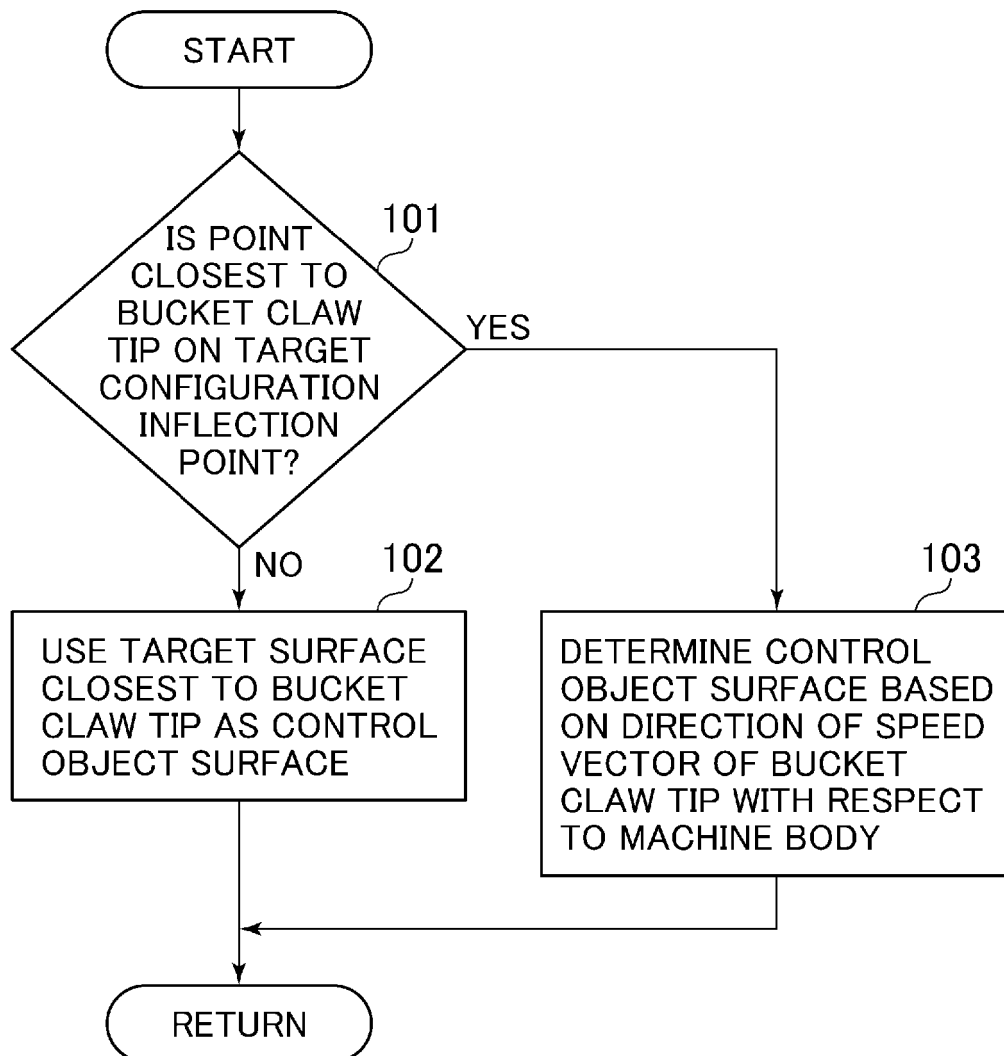 START
101
IS POINT
CLOSEST TO
BUCKET CLAW
TIP ON TARGET
CONFIGURATION
INFLECTION
POINT?
YES
NO
102
USE TARGET SURFACE
CLOSEST TO BUCKET
CLAW TIP AS CONTROL
OBJECT SURFACE
103
DETERMINE CONTROL
OBJECT SURFACE BASED
ON DIRECTION OF SPEED
VECTOR OF BUCKET
CLAW TIP WITH RESPECT
TO MACHINE BODY
RETURN